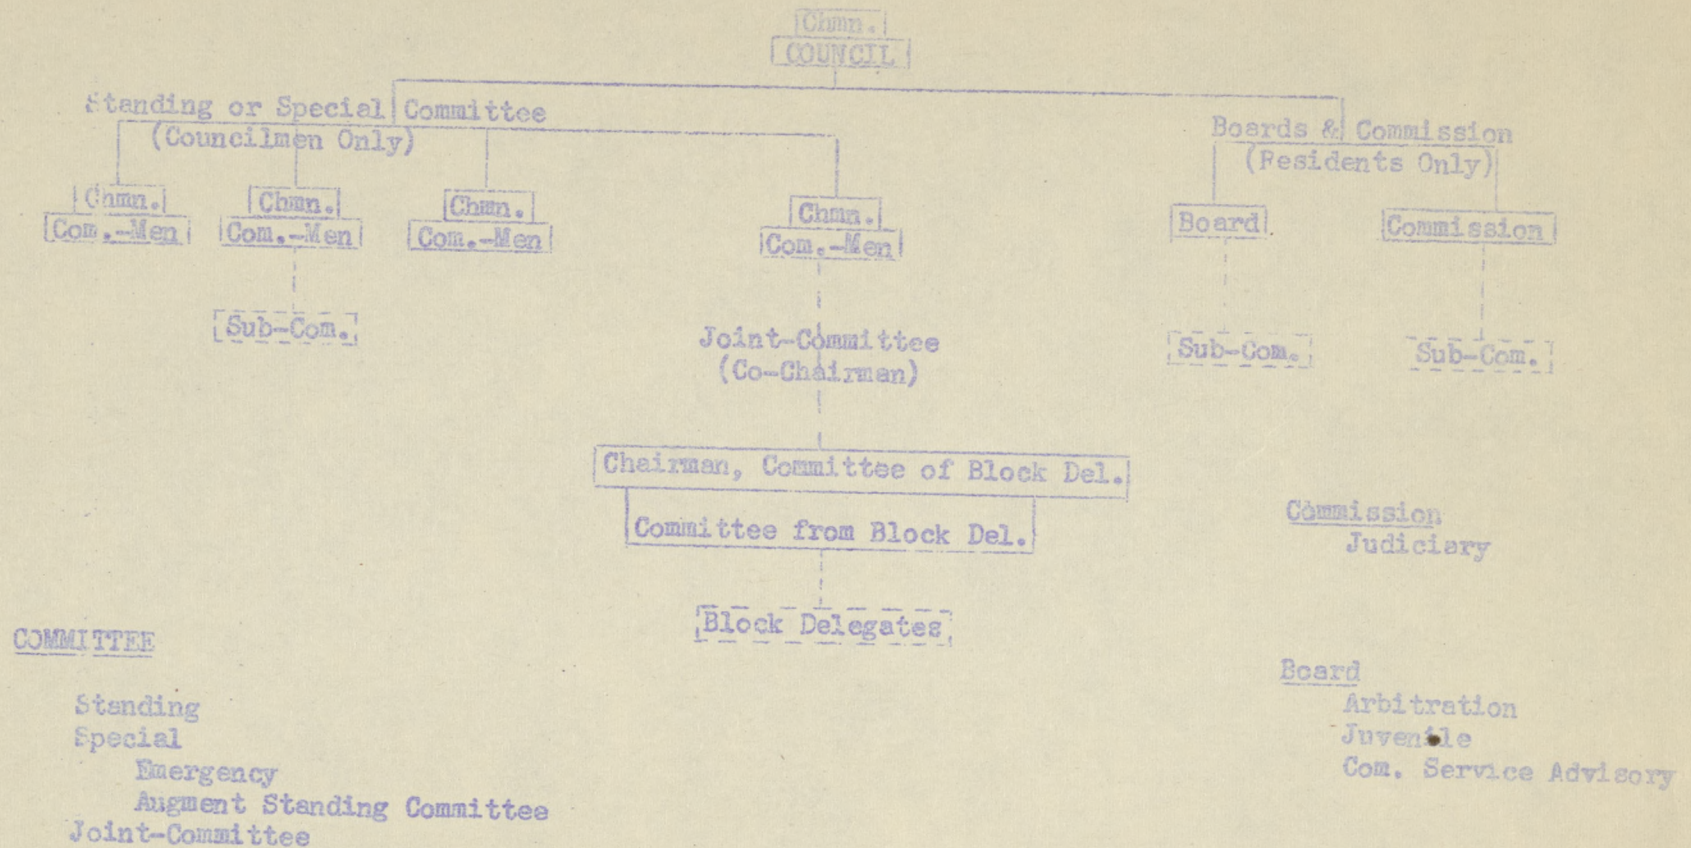 Chmn.
COUNCIL
Standing or Special Committee
(Councilmen Only)
Boards & Commission
(Residents Only)
Chmn.
Com.-Men
Chmn.
Com.-Men
Chmn.
Com.-Men
Chmn.
Com.-Men
Board
Commission
Sub-Com.
Joint-Committee
(Co-Chairman)
Sub-Com.
Sub-Com.
Chairman, Committee of Block Del.
Committee from Block Del.
Block Delegates
Commission
Judiciary
COMMITTEE
Standing
Special
Emergency
Augment Standing Committee
Joint-Committee
Board
Arbitration
Juvenile
Com. Service Advisory